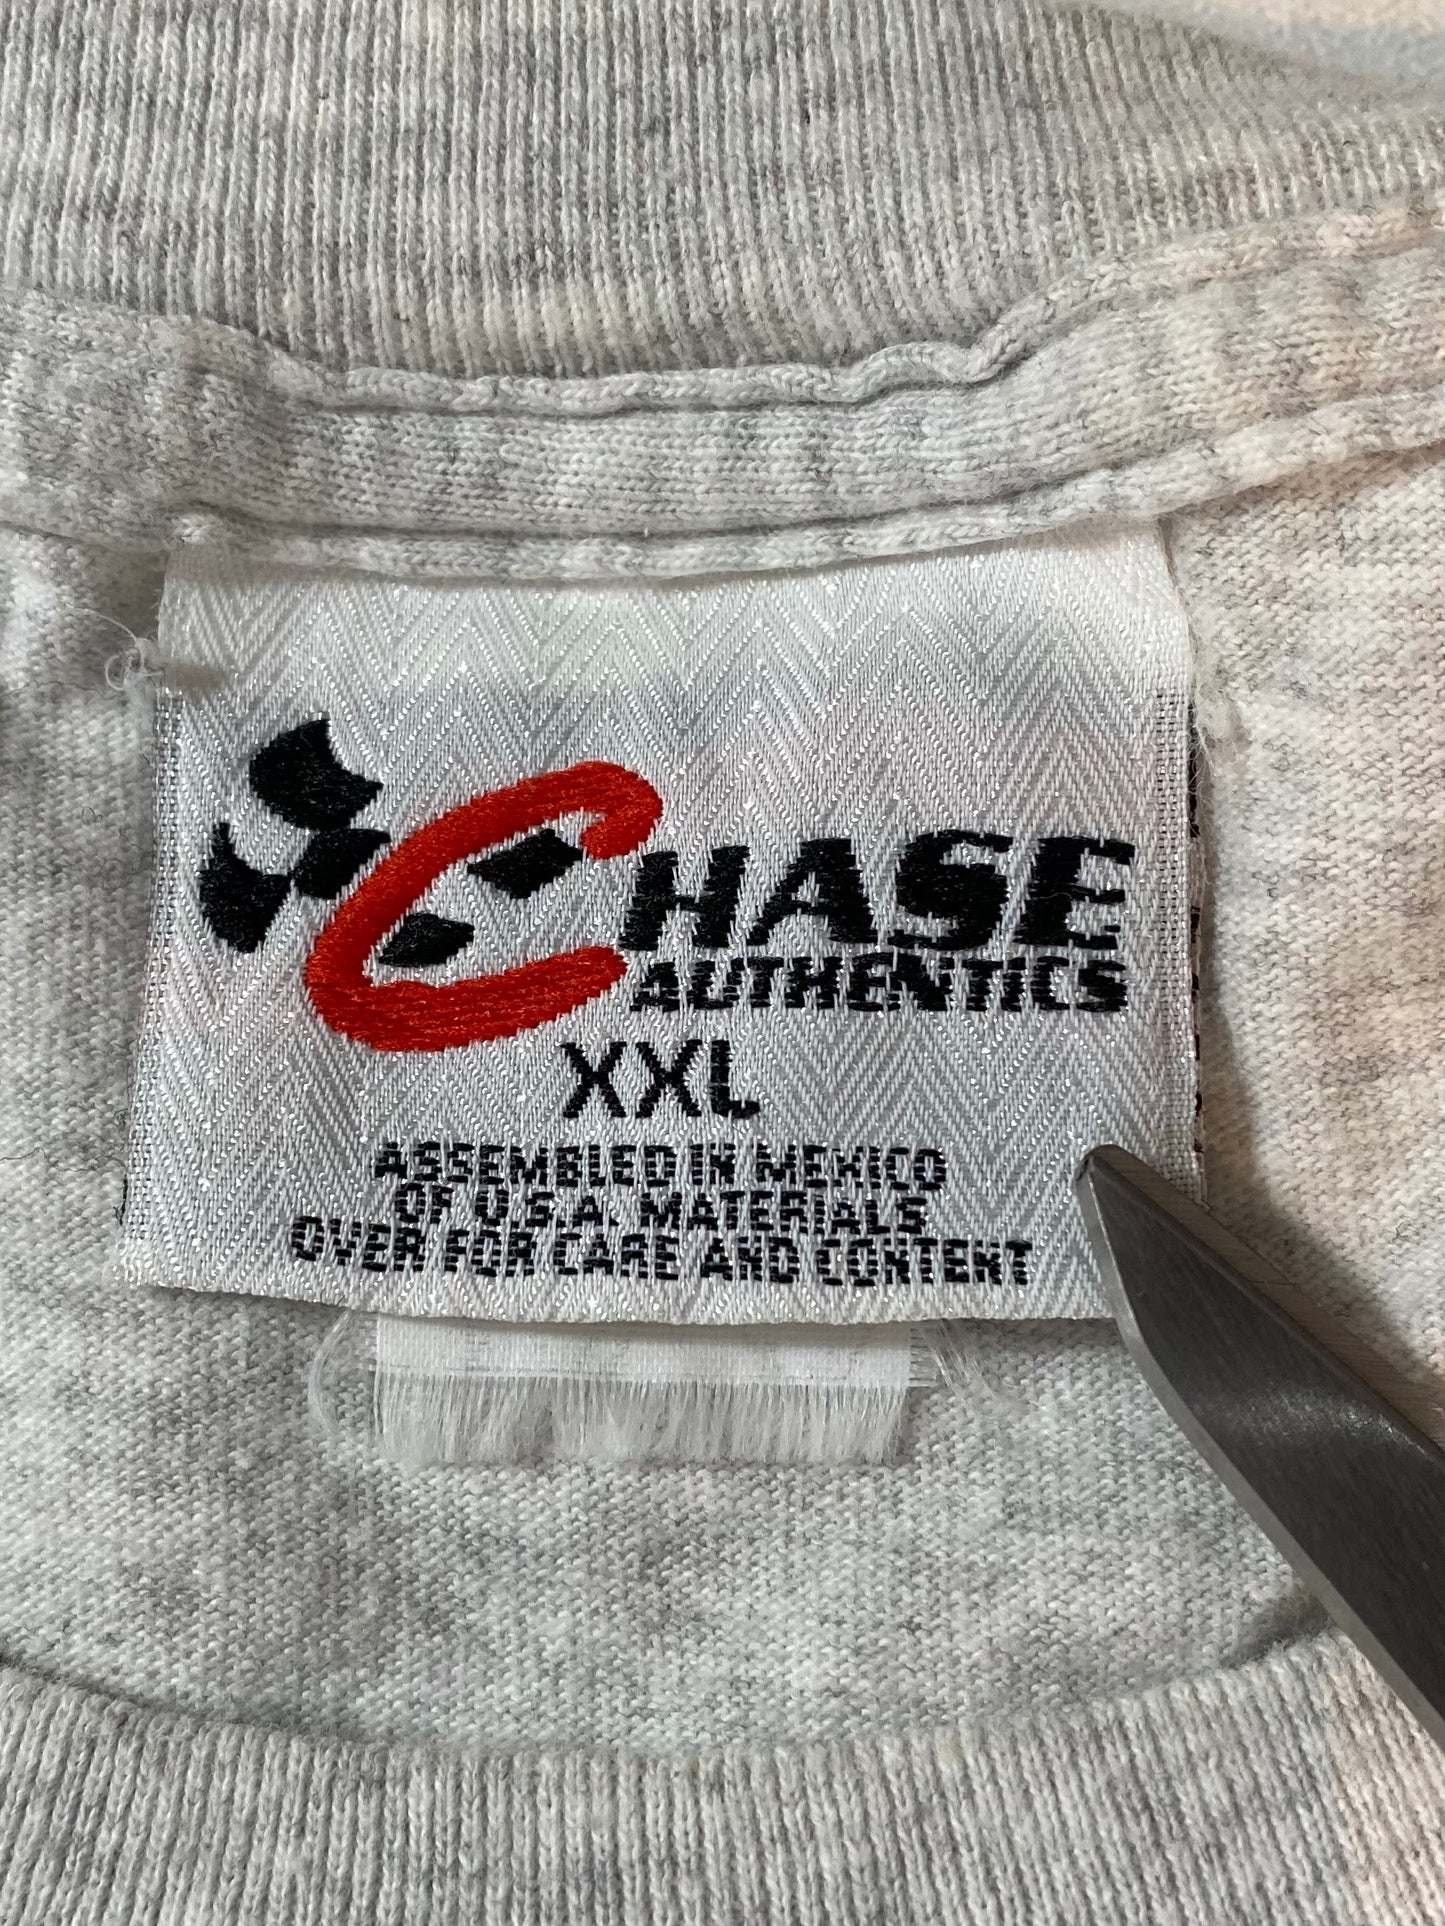 CHASE
AUTHENTICS
XXL
ASSEMBLED IN MEXICO
OF U.S.A. MATERIALS
OVER FOR CARE AND CONTENT